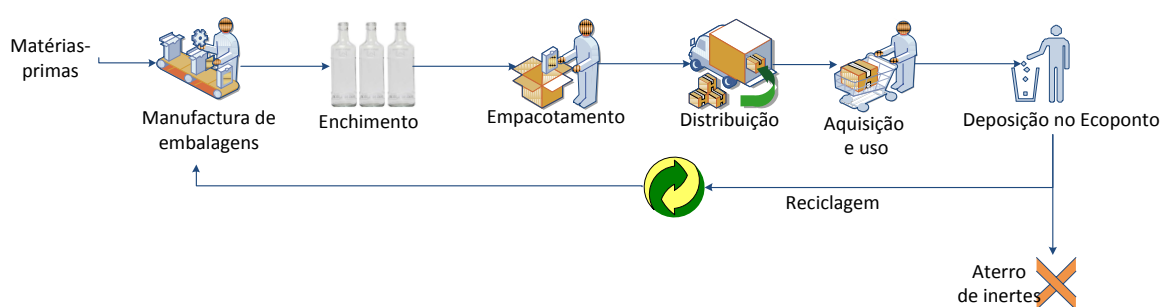 Matérias-
primas
Manufactura de
embalagens
Enchimento
Empacotamento
Distribuição
Aquisição
e uso
Deposição no Ecoponto
Reciclagem
Aterro
de inertes